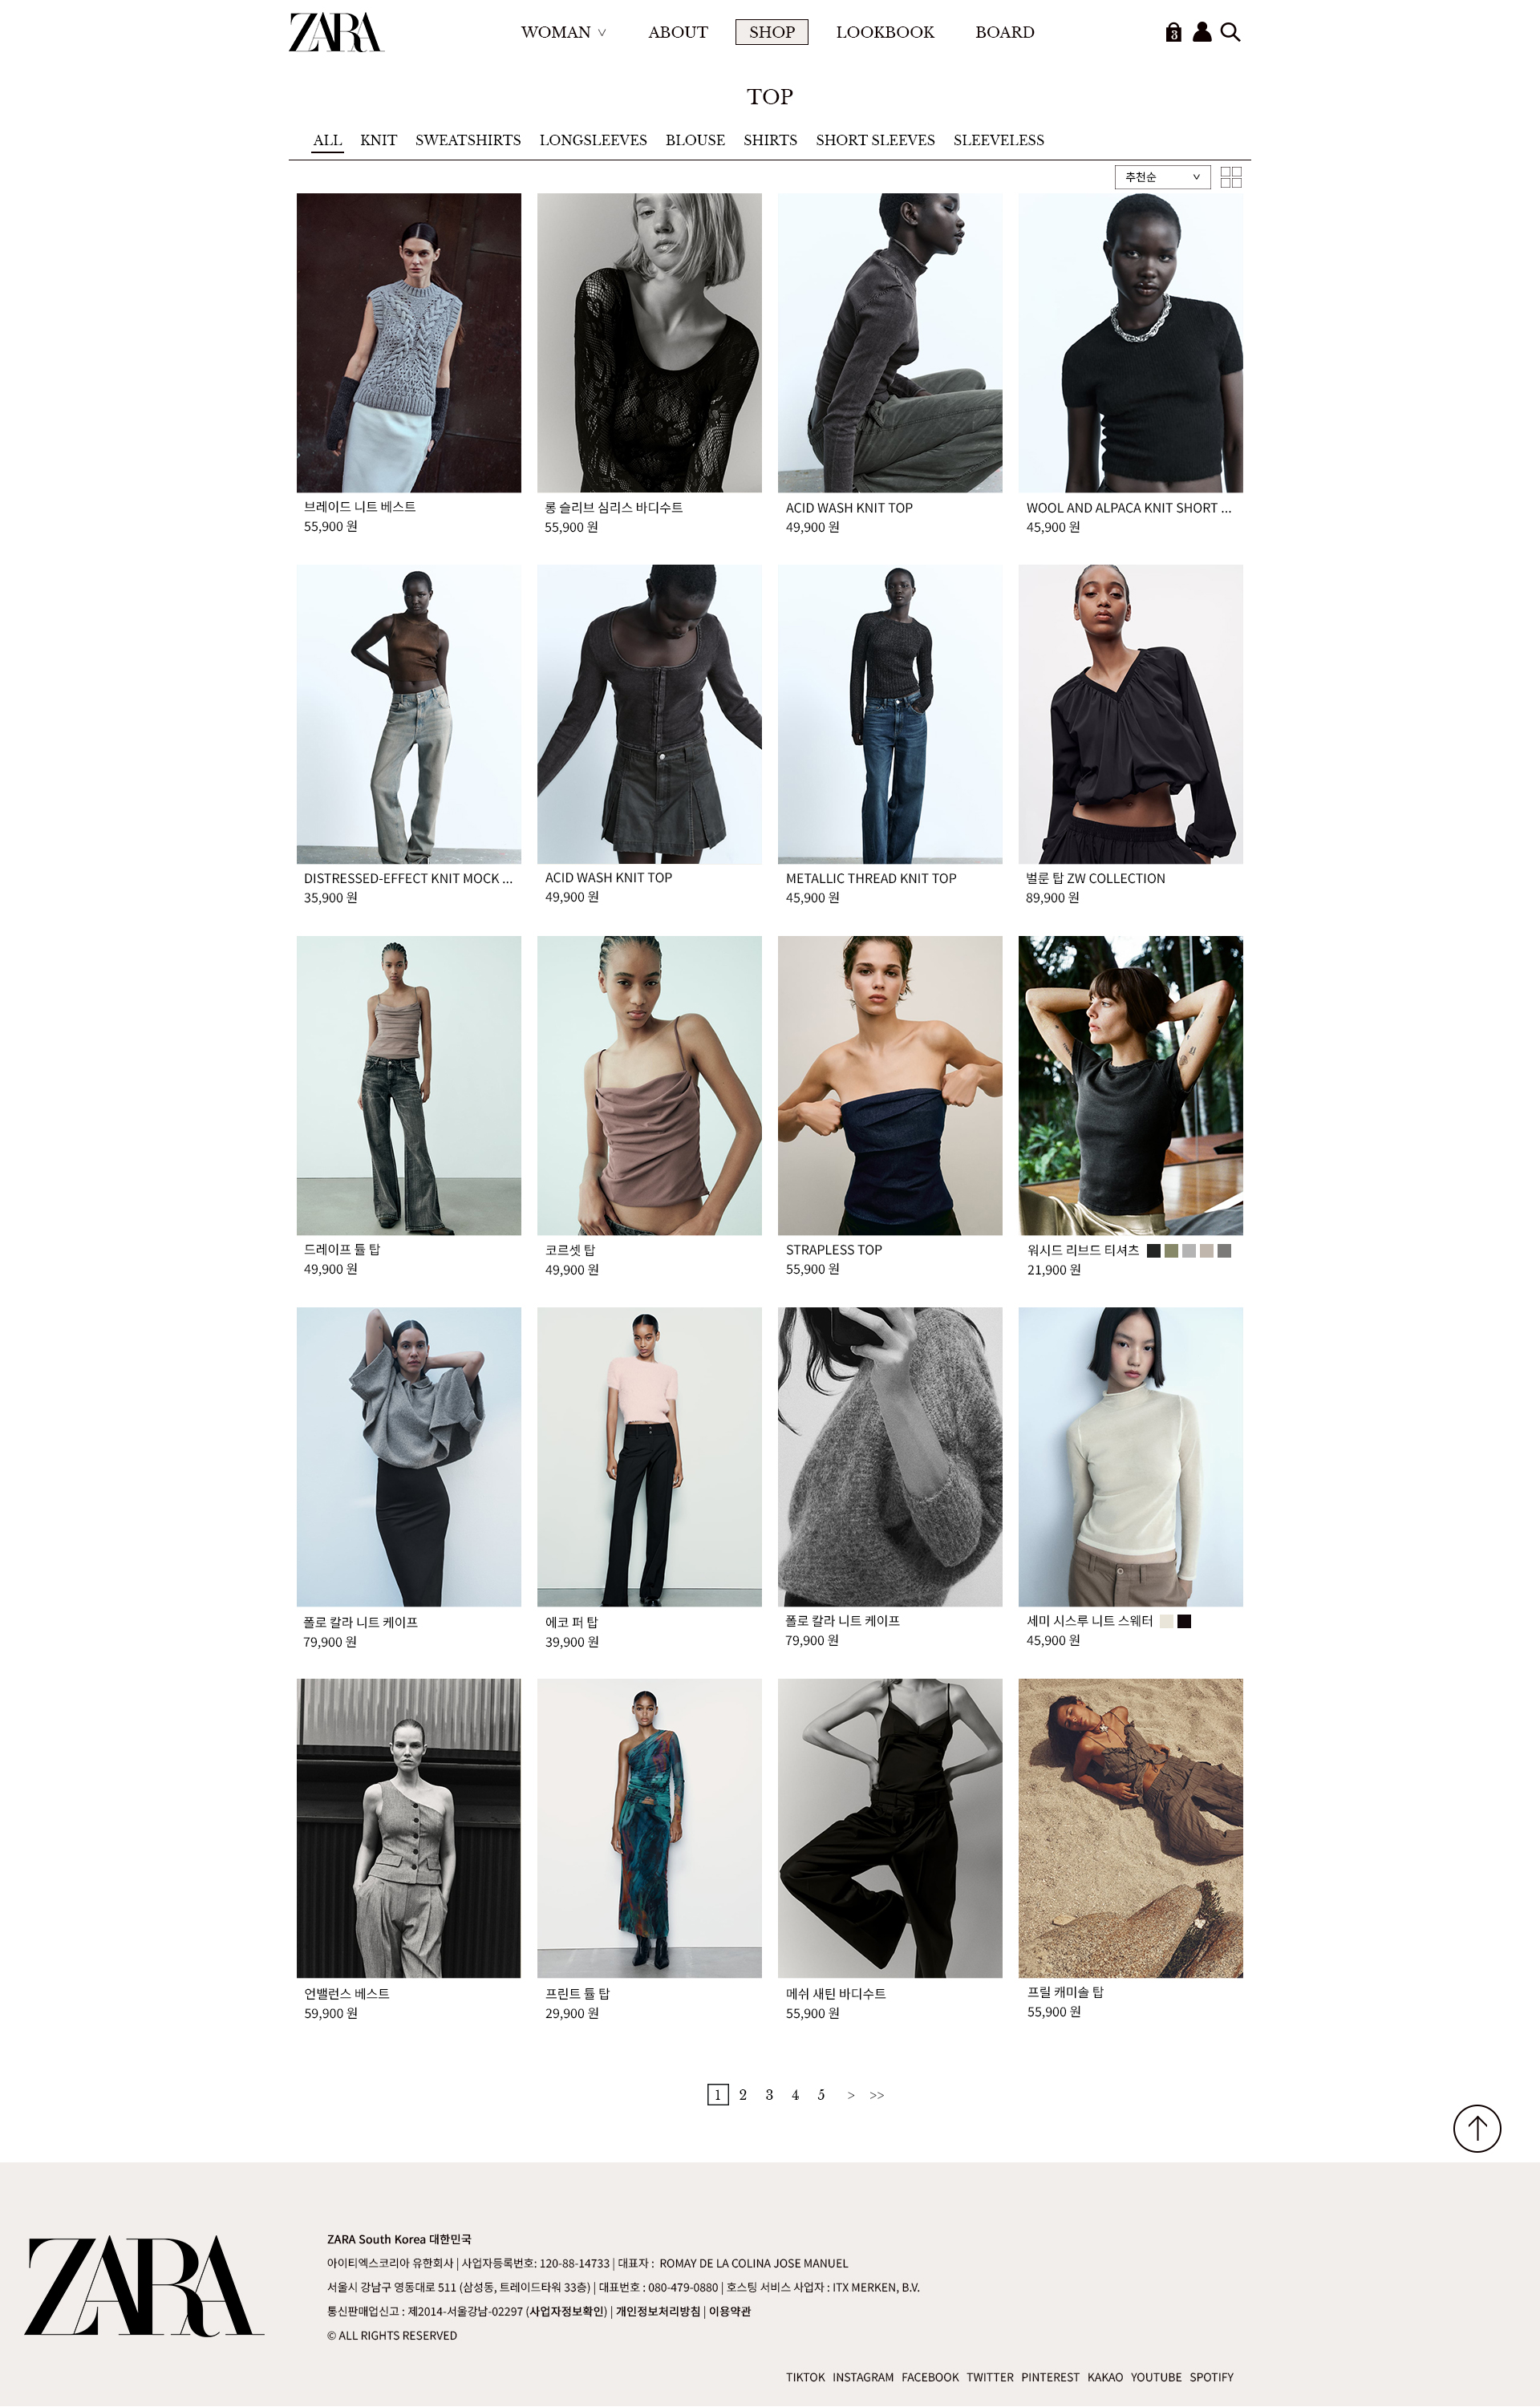 ZARA
WOMAN ∨ ABOUT SHOP LOOKBOOK BOARD
3
TOP
ALL KNIT SWEATSHIRTS LONGSLEEVES BLOUSE SHIRTS SHORT SLEEVES SLEEVELESS
추천순 ∨
브레이드 니트 베스트
55,900 원
롱 슬리브 심리스 바디수트
55,900 원
ACID WASH KNIT TOP
49,900 원
WOOL AND ALPACA KNIT SHORT ...
45,900 원
DISTRESSED-EFFECT KNIT MOCK ...
35,900 원
ACID WASH KNIT TOP
49,900 원
METALLIC THREAD KNIT TOP
45,900 원
벌룬 탑 ZW COLLECTION
89,900 원
드레이프 튤 탑
49,900 원
코르셋 탑
49,900 원
STRAPLESS TOP
55,900 원
워시드 리브드 티셔츠
21,900 원
폴로 칼라 니트 케이프
79,900 원
에코 퍼 탑
39,900 원
폴로 칼라 니트 케이프
79,900 원
세미 시스루 니트 스웨터
45,900 원
언밸런스 베스트
59,900 원
프린트 튤 탑
29,900 원
메쉬 새틴 바디수트
55,900 원
프릴 캐미솔 탑
55,900 원
1 2 3 4 5 > >>
ZARA
ZARA South Korea 대한민국
아이티엑스코리아 유한회사 | 사업자등록번호: 120-88-14733 | 대표자 : ROMAY DE LA COLINA JOSE MANUEL
서울시 강남구 영동대로 511 (삼성동, 트레이드타워 33층) | 대표번호 : 080-479-0880 | 호스팅 서비스 사업자 : ITX MERKEN, B.V.
통신판매업신고 : 제2014-서울강남-02297 (사업자정보확인) | 개인정보처리방침 | 이용약관
© ALL RIGHTS RESERVED
TIKTOK INSTAGRAM FACEBOOK TWITTER PINTEREST KAKAO YOUTUBE SPOTIFY